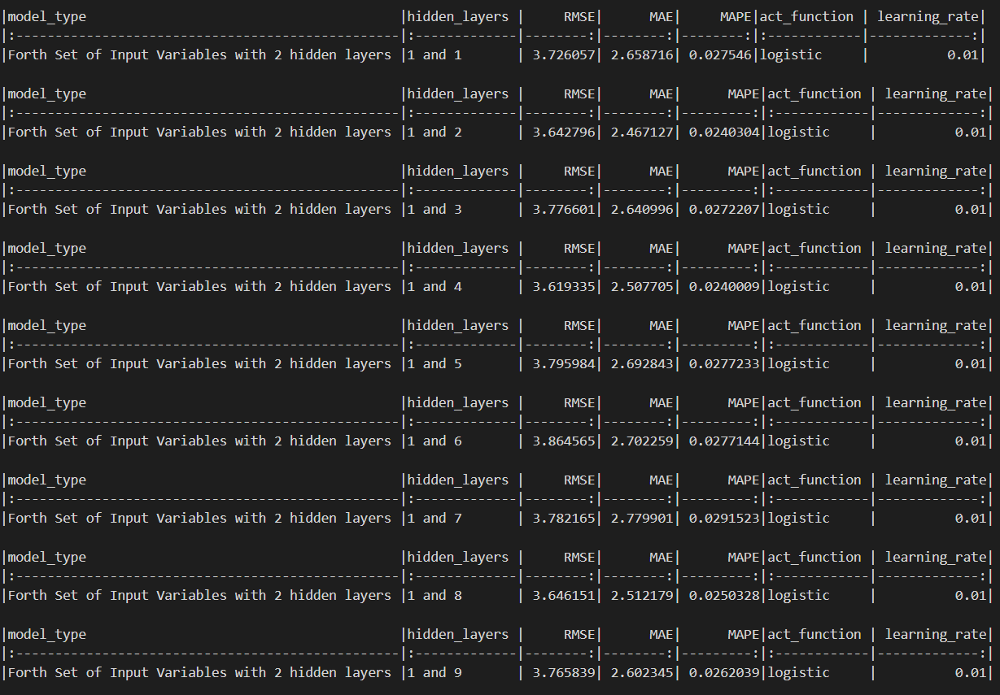 |model_type                                        |hidden_layers |     RMSE|      MAE|     MAPE|act_function | learning_rate|
|:-------------------------------------------------|:-------------|--------:|--------:|--------:|:------------|-------------:|
|Forth Set of Input Variables with 2 hidden layers |1 and 1       | 3.726057| 2.658716| 0.027546|logistic     |          0.01|
|model_type                                        |hidden_layers |     RMSE|      MAE|      MAPE|act_function | learning_rate|
|:-------------------------------------------------|:-------------|--------:|--------:|---------:|:------------|-------------:|
|Forth Set of Input Variables with 2 hidden layers |1 and 2       | 3.642796| 2.467127| 0.0240304|logistic     |          0.01|
|model_type                                        |hidden_layers |     RMSE|      MAE|      MAPE|act_function | learning_rate|
|:-------------------------------------------------|:-------------|--------:|--------:|---------:|:------------|-------------:|
|Forth Set of Input Variables with 2 hidden layers |1 and 3       | 3.776601| 2.640996| 0.0272207|logistic     |          0.01|
|model_type                                        |hidden_layers |     RMSE|      MAE|      MAPE|act_function | learning_rate|
|:-------------------------------------------------|:-------------|--------:|--------:|---------:|:------------|-------------:|
|Forth Set of Input Variables with 2 hidden layers |1 and 4       | 3.619335| 2.507705| 0.0240009|logistic     |          0.01|
|model_type                                        |hidden_layers |     RMSE|      MAE|      MAPE|act_function | learning_rate|
|:-------------------------------------------------|:-------------|--------:|--------:|---------:|:------------|-------------:|
|Forth Set of Input Variables with 2 hidden layers |1 and 5       | 3.795984| 2.692843| 0.0277233|logistic     |          0.01|
|model_type                                        |hidden_layers |     RMSE|      MAE|      MAPE|act_function | learning_rate|
|:-------------------------------------------------|:-------------|--------:|--------:|---------:|:------------|-------------:|
|Forth Set of Input Variables with 2 hidden layers |1 and 6       | 3.864565| 2.702259| 0.0277144|logistic     |          0.01|
|model_type                                        |hidden_layers |     RMSE|      MAE|      MAPE|act_function | learning_rate|
|:-------------------------------------------------|:-------------|--------:|--------:|---------:|:------------|-------------:|
|Forth Set of Input Variables with 2 hidden layers |1 and 7       | 3.782165| 2.779901| 0.0291523|logistic     |          0.01|
|model_type                                        |hidden_layers |     RMSE|      MAE|      MAPE|act_function | learning_rate|
|:-------------------------------------------------|:-------------|--------:|--------:|---------:|:------------|-------------:|
|Forth Set of Input Variables with 2 hidden layers |1 and 8       | 3.646151| 2.512179| 0.0250328|logistic     |          0.01|
|model_type                                        |hidden_layers |     RMSE|      MAE|      MAPE|act_function | learning_rate|
|:-------------------------------------------------|:-------------|--------:|--------:|---------:|:------------|-------------:|
|Forth Set of Input Variables with 2 hidden layers |1 and 9       | 3.765839| 2.602345| 0.0262039|logistic     |          0.01|